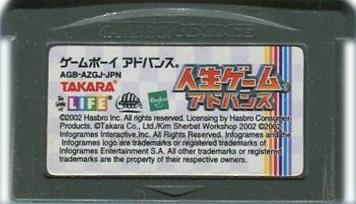 ゲームボーイ アドバンス®
AGB-AZGJ-JPN
TAKARA®
THE GAME OF LIFE
Hasbro
人生ゲーム®
アドバンス
©2002 Hasbro Inc. All rights reserved. Licensing by Hasbro Consumer
Products. ©Takara Co., Ltd./Kim Sherbet Workshop 2002 ©2002
Infogrames Interactive,Inc. All Rights Reserved. Infogrames and the
Infogrames logo are trademarks or registered trademarks of
Infogrames Entertainment S.A. All other trademarks or registered
trademarks are the property of their respective owners.